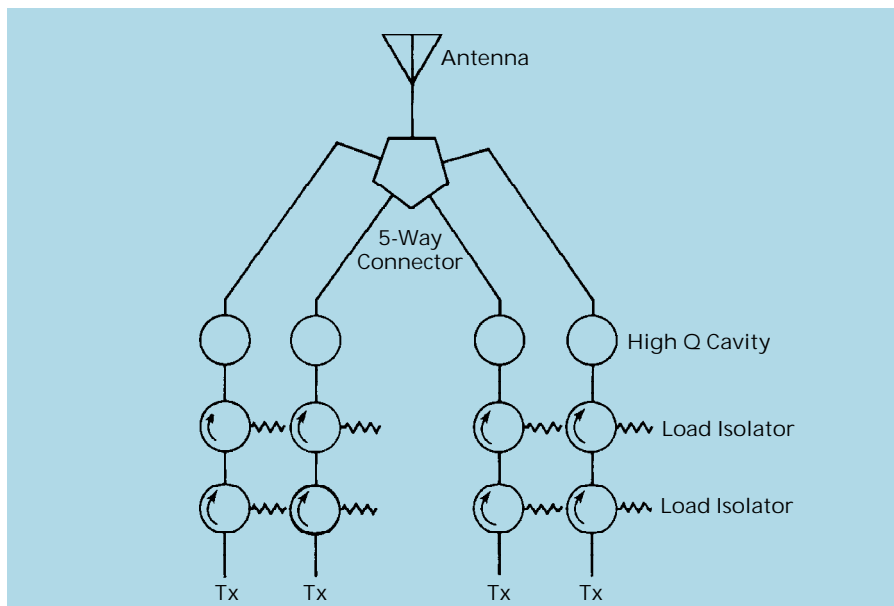 Antenna
5-Way
Connector
High Q Cavity
Load Isolator
Load Isolator
Tx
Tx
Tx
Tx